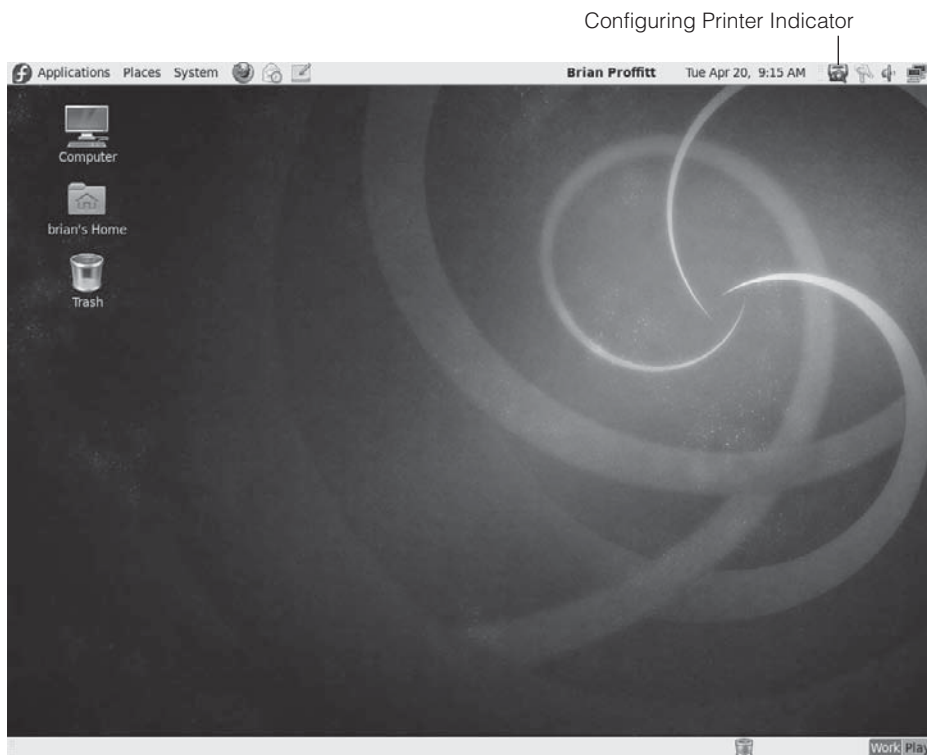 Configuring Printer Indicator
Applications Places System Brian Proffitt Tue Apr 20, 9:15 AM
Computer
brian's Home
Trash
Work Play